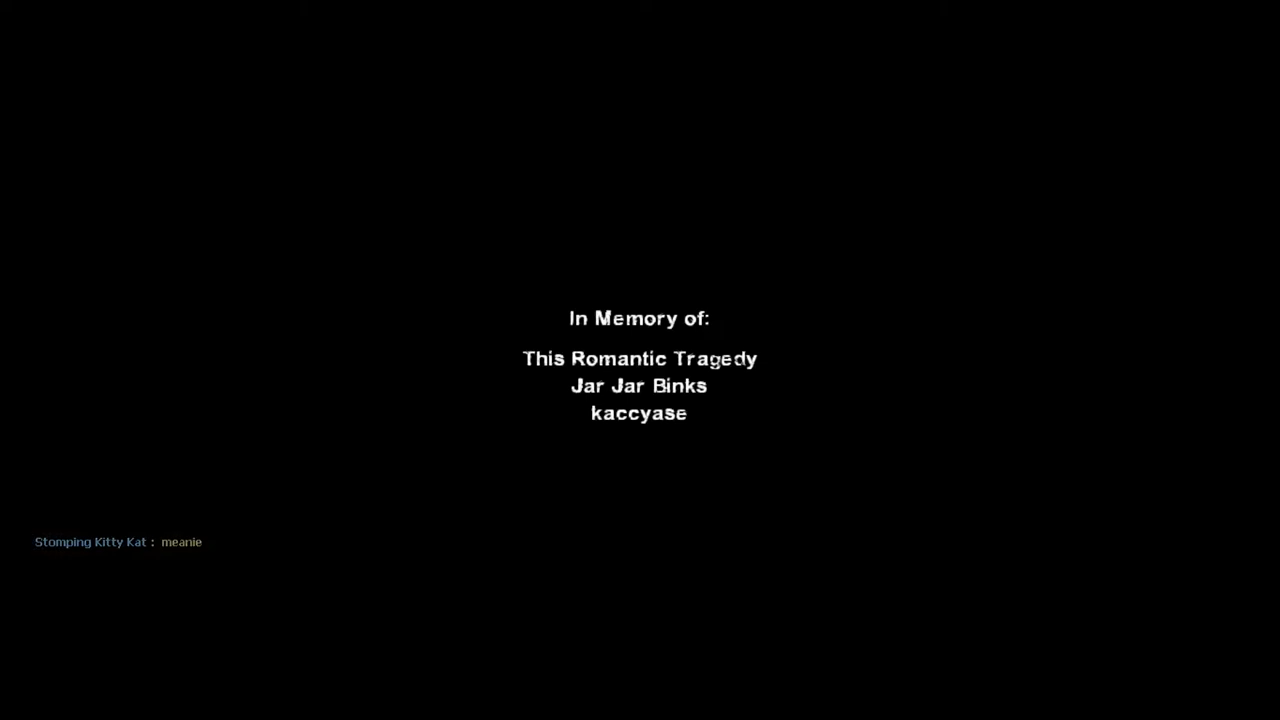 In Memory of:
This Romantic Tragedy
Jar Jar Binks
kaccyase
Stomping Kitty Kat : meanie